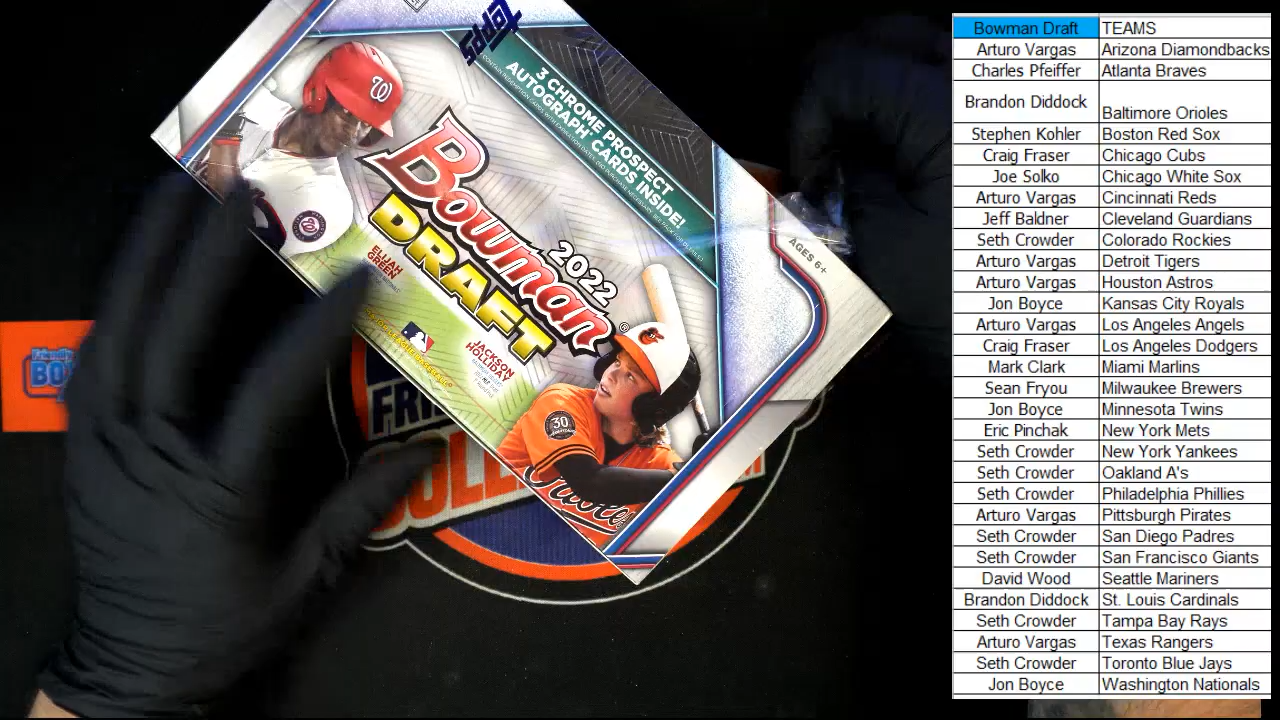 Topps
3 CHROME PROSPECT
AUTOGRAPH CARDS INSIDE!
W
Bowman
DRAFT
2022
AGES 6+
ELIJAH
GREEN
JACKSON
HOLLIDAY
30
Orioles
Friendly
BO
FRI
OLLE
Bowman Draft TEAMS
Arturo Vargas Arizona Diamondbacks
Charles Pfeiffer Atlanta Braves
Brandon Diddock Baltimore Orioles
Stephen Kohler Boston Red Sox
Craig Fraser Chicago Cubs
Joe Solko Chicago White Sox
Arturo Vargas Cincinnati Reds
Jeff Baldner Cleveland Guardians
Seth Crowder Colorado Rockies
Arturo Vargas Detroit Tigers
Arturo Vargas Houston Astros
Jon Boyce Kansas City Royals
Arturo Vargas Los Angeles Angels
Craig Fraser Los Angeles Dodgers
Mark Clark Miami Marlins
Sean Fryou Milwaukee Brewers
Jon Boyce Minnesota Twins
Eric Pinchak New York Mets
Seth Crowder New York Yankees
Seth Crowder Oakland A's
Seth Crowder Philadelphia Phillies
Arturo Vargas Pittsburgh Pirates
Seth Crowder San Diego Padres
Seth Crowder San Francisco Giants
David Wood Seattle Mariners
Brandon Diddock St. Louis Cardinals
Seth Crowder Tampa Bay Rays
Arturo Vargas Texas Rangers
Seth Crowder Toronto Blue Jays
Jon Boyce Washington Nationals